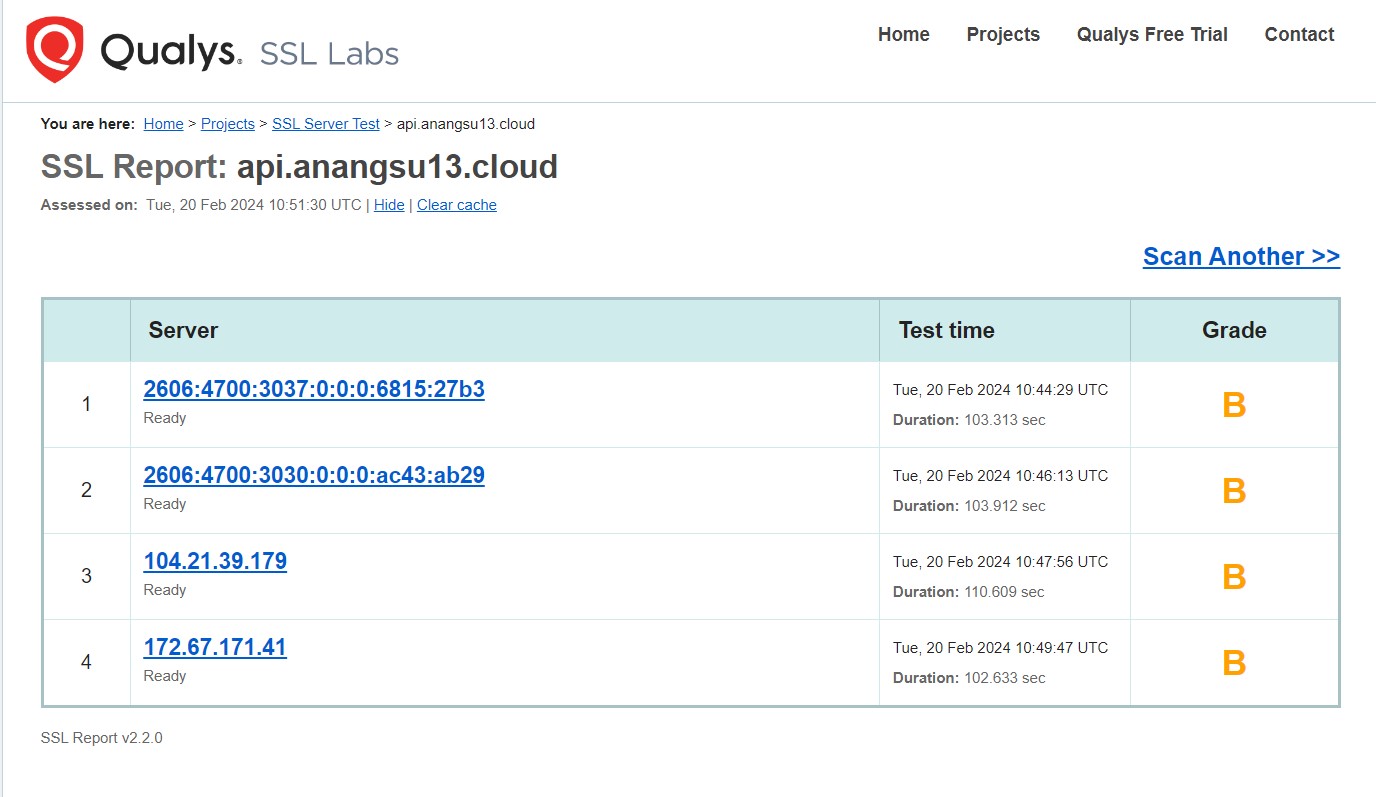 Qualys. SSL Labs
Home Projects Qualys Free Trial Contact
You are here: Home > Projects > SSL Server Test > api.anangsu13.cloud
SSL Report: api.anangsu13.cloud
Assessed on: Tue, 20 Feb 2024 10:51:30 UTC | Hide | Clear cache
Scan Another >>
Server Test time Grade
1 2606:4700:3037:0:0:0:6815:27b3 Tue, 20 Feb 2024 10:44:29 UTC B
Ready Duration: 103.313 sec
2 2606:4700:3030:0:0:0:ac43:ab29 Tue, 20 Feb 2024 10:46:13 UTC B
Ready Duration: 103.912 sec
3 104.21.39.179 Tue, 20 Feb 2024 10:47:56 UTC B
Ready Duration: 110.609 sec
4 172.67.171.41 Tue, 20 Feb 2024 10:49:47 UTC B
Ready Duration: 102.633 sec
SSL Report v2.2.0